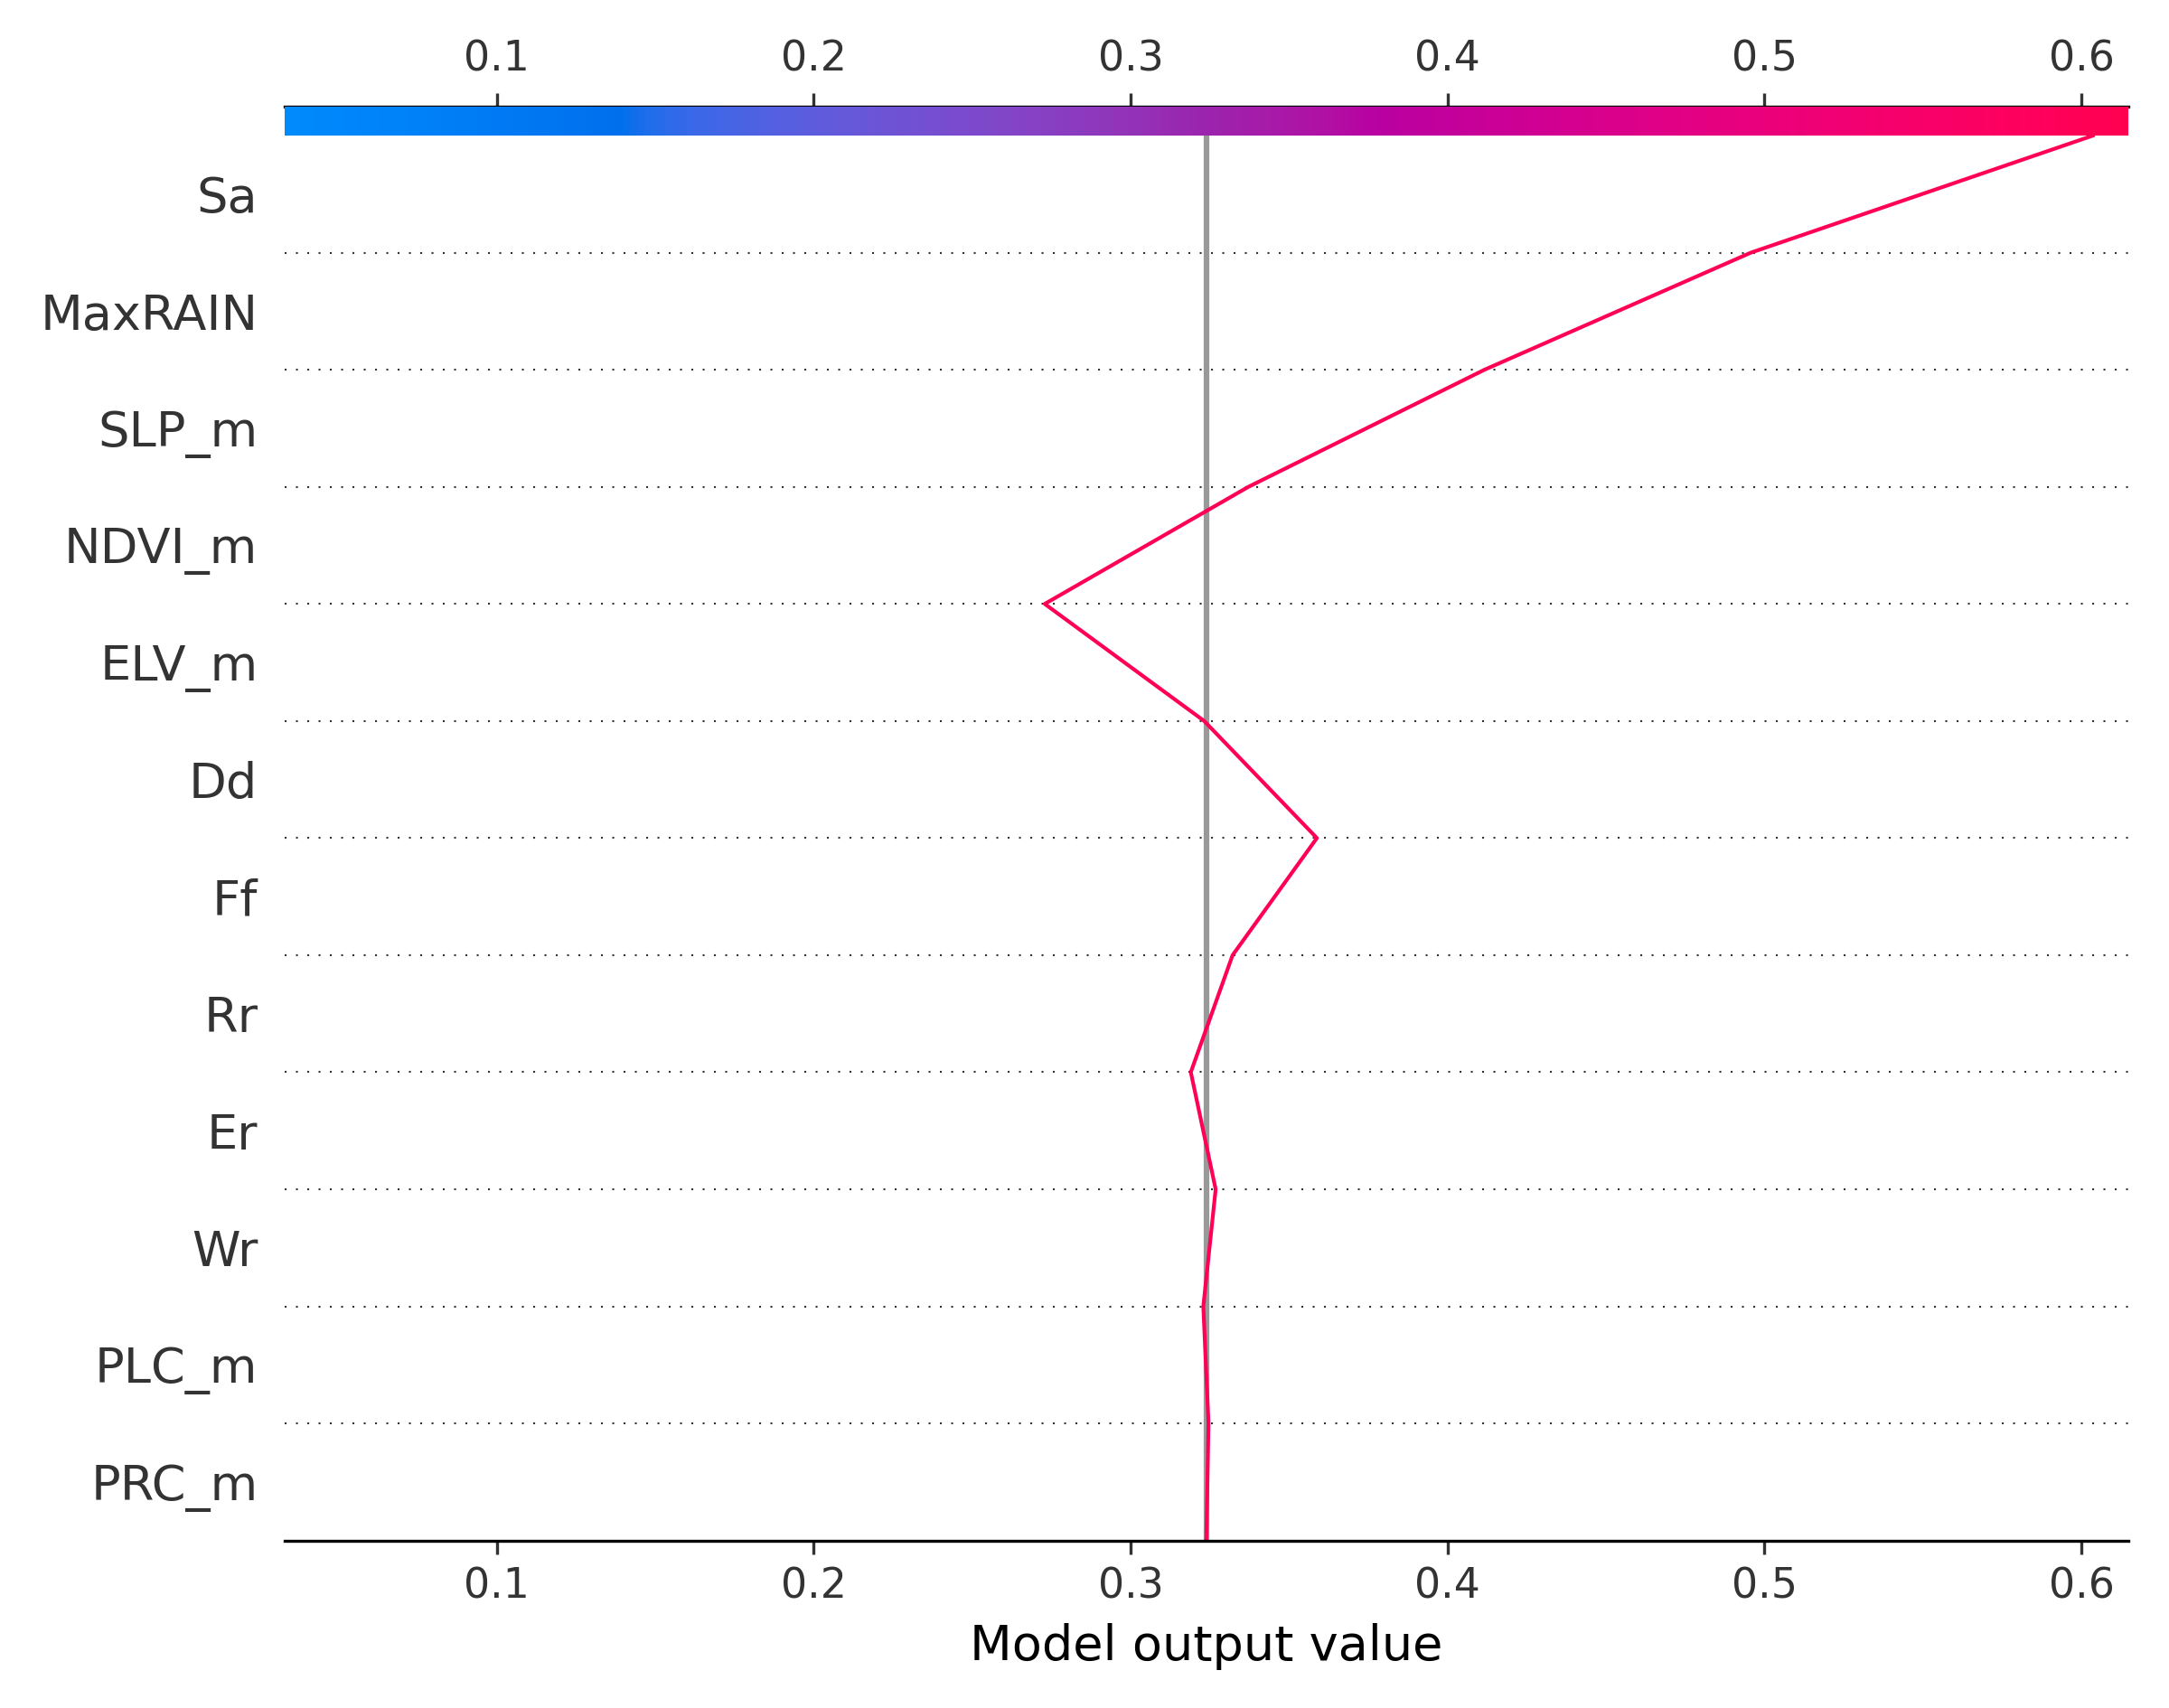 0.1 0.2 0.3 0.4 0.5 0.6
Sa
MaxRAIN
SLP_m
NDVI_m
ELV_m
Dd
Ff
Rr
Er
Wr
PLC_m
PRC_m
0.1 0.2 0.3 0.4 0.5 0.6
Model output value